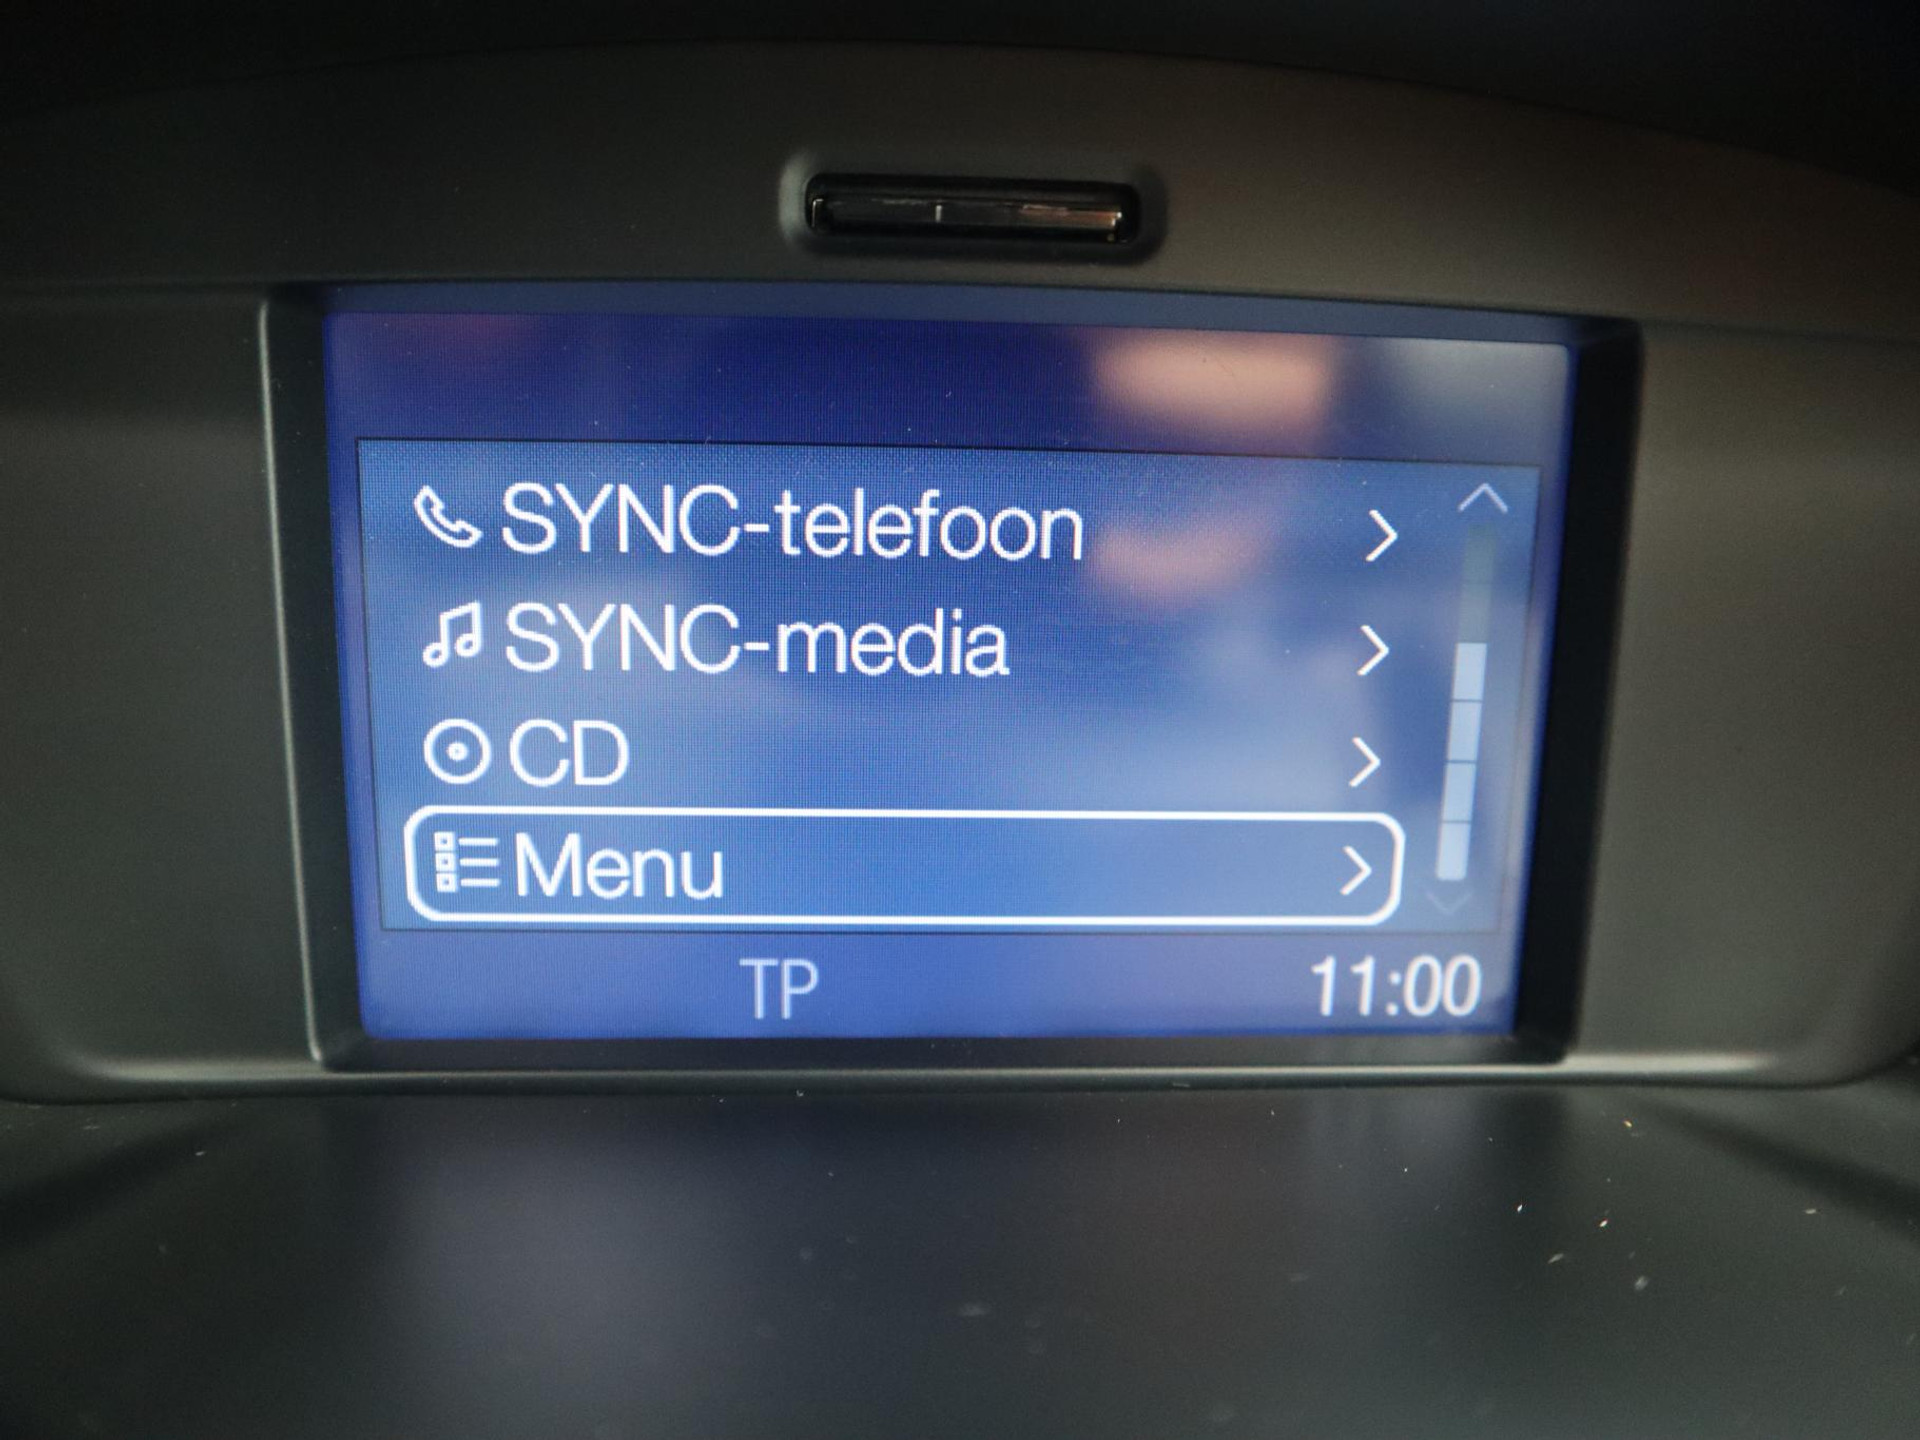 SYNC-telefoon
SYNC-media
CD
Menu
TP 11:00